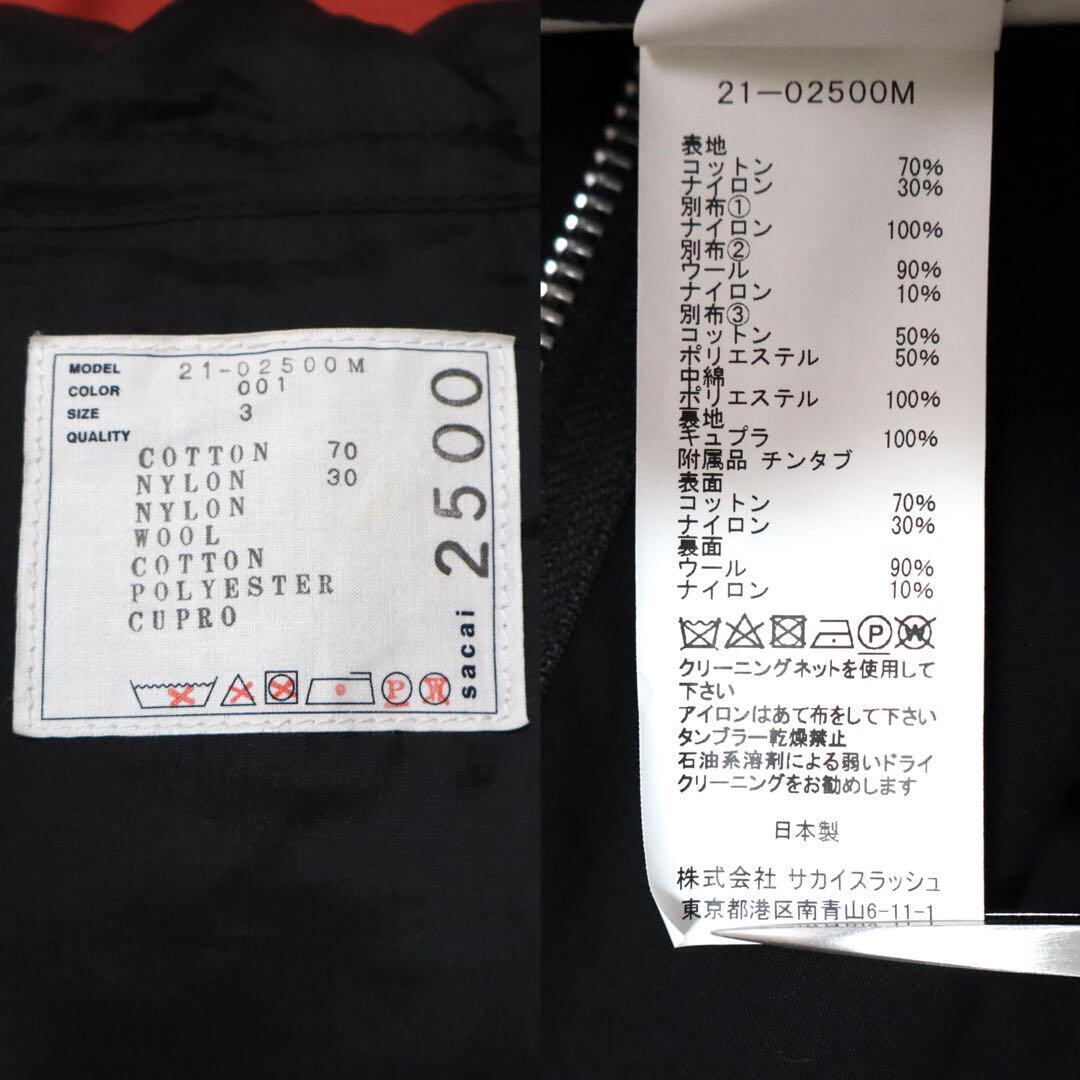 MODEL 21-02500M
COLOR 001
SIZE 3
QUALITY
COTTON 70
NYLON 30
NYLON
WOOL
COTTON
POLYESTER
CUPRO
P W
sacai 2500
21-02500M
表地
コットン 70%
ナイロン 30%
別布①
ナイロン 100%
別布②
ウール 90%
ナイロン 10%
別布③
コットン 50%
ポリエステル 50%
中綿
ポリエステル 100%
裏地
キュプラ 100%
附属品 チンタブ
表面
コットン 70%
ナイロン 30%
裏面
ウール 90%
ナイロン 10%
P W
クリーニングネットを使用して
下さい
アイロンはあて布をして下さい
タンブラー乾燥禁止
石油系溶剤による弱いドライ
クリーニングをお勧めします
日本製
株式会社 サカイスラッシュ
東京都港区南青山6-11-1